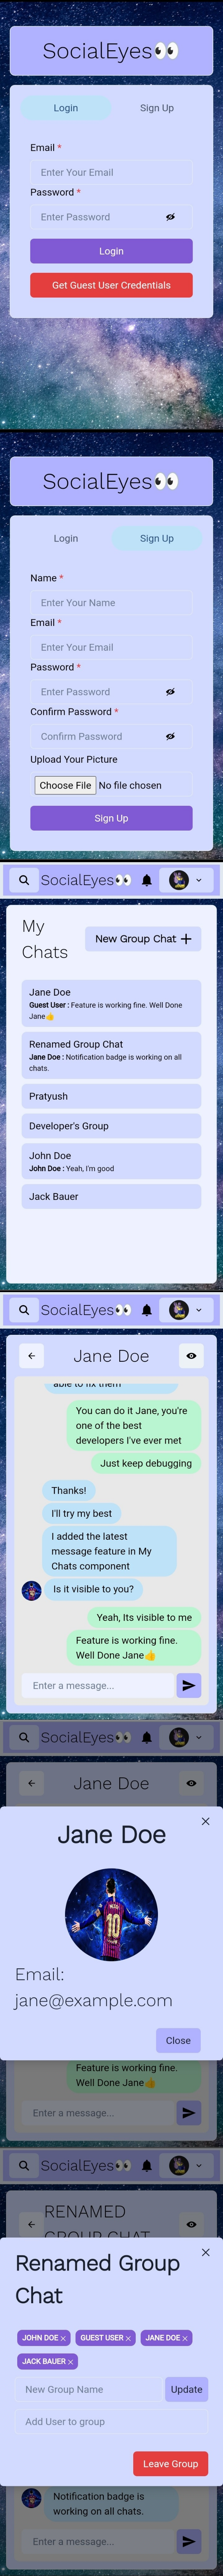 SocialEyes👀
Login
Sign Up
Email *
Enter Your Email
Password *
Enter Password
Login
Get Guest User Credentials
SocialEyes👀
Login
Sign Up
Name *
Enter Your Name
Email *
Enter Your Email
Password *
Enter Password
Confirm Password *
Confirm Password
Upload Your Picture
Choose File No file chosen
Sign Up
SocialEyes👀
My
Chats
New Group Chat +
Jane Doe
Guest User : Feature is working fine. Well Done
Jane👍
Renamed Group Chat
Jane Doe : Notification badge is working on all
chats.
Pratyush
Developer's Group
John Doe
John Doe : Yeah, I'm good
Jack Bauer
SocialEyes👀
Jane Doe
able to fix them
You can do it Jane, you're
one of the best
developers I've ever met
Just keep debugging
Thanks!
I'll try my best
I added the latest
message feature in My
Chats component
Is it visible to you?
Yeah, Its visible to me
Feature is working fine.
Well Done Jane👍
Enter a message...
SocialEyes👀
Jane Doe
Jane Doe
10
Email:
jane@example.com
Close
Feature is working fine.
Well Done Jane👍
Enter a message...
SocialEyes👀
RENAMED
GROUP CHAT
Renamed Group
Chat
JOHN DOE ×
GUEST USER ×
JANE DOE ×
JACK BAUER ×
New Group Name
Update
Add User to group
Leave Group
Notification badge is
working on all chats.
Enter a message...